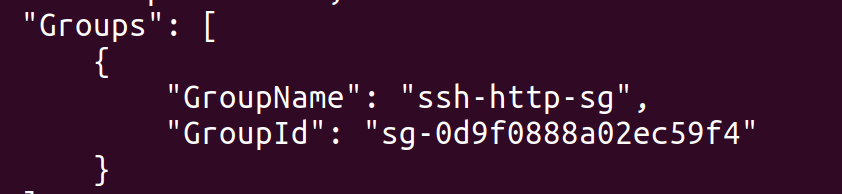 "Groups": [
{
"GroupName": "ssh-http-sg",
"GroupId": "sg-0d9f0888a02ec59f4"
}